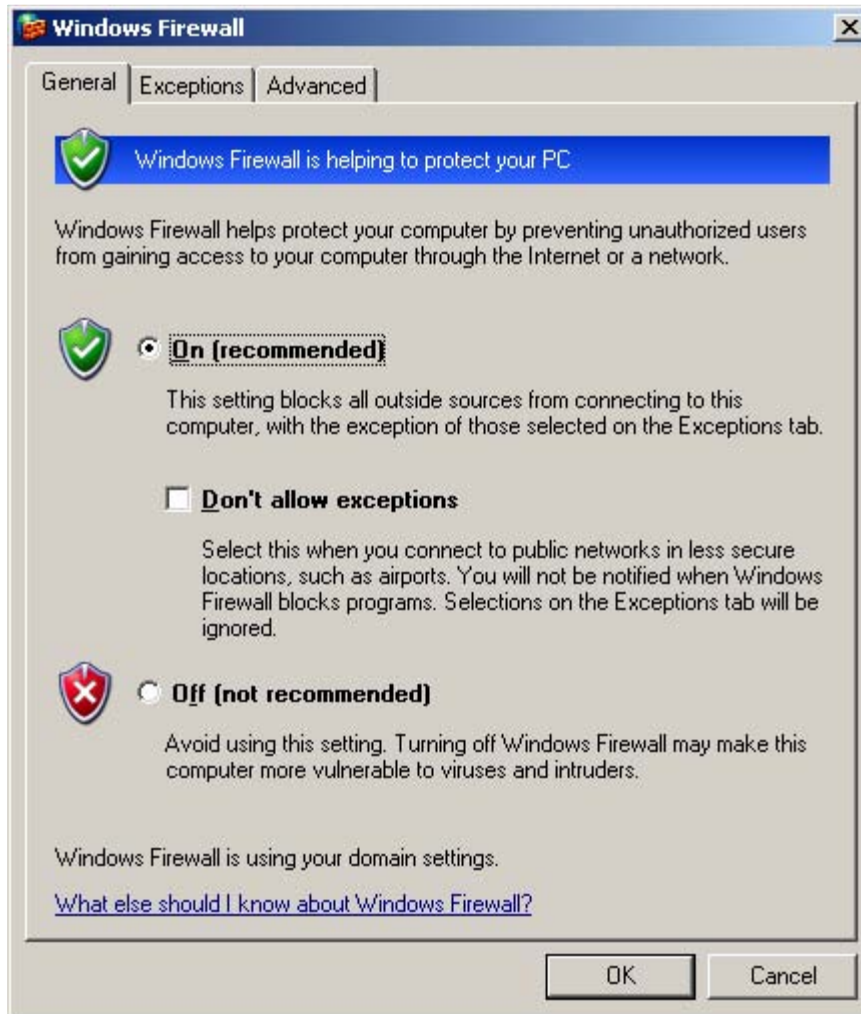 Windows Firewall
General Exceptions Advanced
Windows Firewall is helping to protect your PC
Windows Firewall helps protect your computer by preventing unauthorized users
from gaining access to your computer through the Internet or a network.
On (recommended)
This setting blocks all outside sources from connecting to this
computer, with the exception of those selected on the Exceptions tab.
Don't allow exceptions
Select this when you connect to public networks in less secure
locations, such as airports. You will not be notified when Windows
Firewall blocks programs. Selections on the Exceptions tab will be
ignored.
Off (not recommended)
Avoid using this setting. Turning off Windows Firewall may make this
computer more vulnerable to viruses and intruders.
Windows Firewall is using your domain settings.
What else should I know about Windows Firewall?
OK Cancel